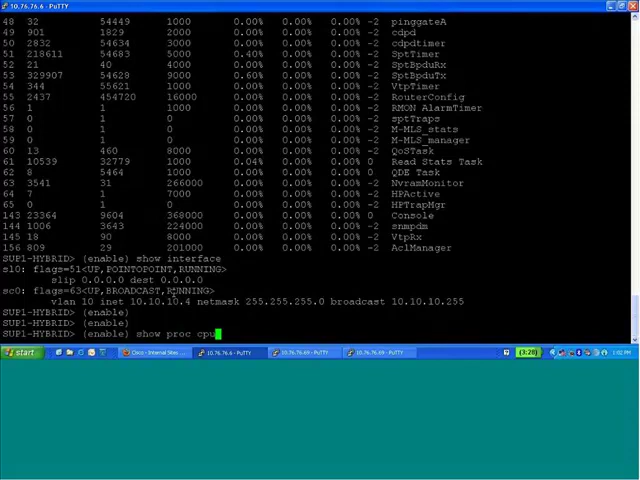 10.76.76.6 - PuTTY
48 32 54449 1000 0.00% 0.00% 0.00% -2 pinggateA
49 901 1829 2000 0.00% 0.00% 0.00% -2 cdpd
50 2832 54634 3000 0.00% 0.00% 0.00% -2 cdpdtimer
51 218611 54683 5000 0.40% 0.00% 0.00% -2 SptTimer
52 21 40 4000 0.00% 0.00% 0.00% -2 SptBpduRx
53 329907 54628 9000 0.60% 0.00% 0.00% -2 SptBpduTx
54 344 55621 1000 0.00% 0.00% 0.00% -2 VtpTimer
55 2437 454720 16000 0.00% 0.00% 0.00% -2 RouterConfig
56 1 1 1000 0.00% 0.00% 0.00% -2 RMON AlarmTimer
57 0 1 0 0.00% 0.00% 0.00% -2 sptTraps
58 0 1 0 0.00% 0.00% 0.00% -2 M-MLS_stats
59 0 1 0 0.00% 0.00% 0.00% -2 M-MLS_manager
60 13 460 8000 0.00% 0.00% 0.00% -2 QoSTask
61 10539 32779 1000 0.04% 0.00% 0.00% 0 Read Stats Task
62 8 5464 1000 0.00% 0.00% 0.00% 0 QDE Task
63 3541 31 266000 0.00% 0.00% 0.00% -2 NvramMonitor
64 7 1 7000 0.00% 0.00% 0.00% -2 HPActive
65 0 1 0 0.00% 0.00% 0.00% -2 HPTrapMgr
143 23364 9604 368000 0.00% 0.00% 0.00% 0 Console
144 1006 3643 224000 0.00% 0.00% 0.00% -2 snmpdm
145 18 90 8000 0.00% 0.00% 0.00% -2 VtpRx
156 809 29 201000 0.00% 0.00% 0.00% -2 AclManager
SUP1-HYBRID> (enable) show interface
sl0: flags=51<UP,POINTOPOINT,RUNNING>
slip 0.0.0.0 dest 0.0.0.0
sc0: flags=63<UP,BROADCAST,RUNNING>
vlan 10 inet 10.10.10.4 netmask 255.255.255.0 broadcast 10.10.10.255
SUP1-HYBRID> (enable)
SUP1-HYBRID> (enable)
SUP1-HYBRID> (enable) show proc cpu
start Cisco - Internal Sites ... 10.76.76.6 - PuTTY 10.76.76.69 - PuTTY 10.76.76.69 - PuTTY (3:28) 3:02 PM